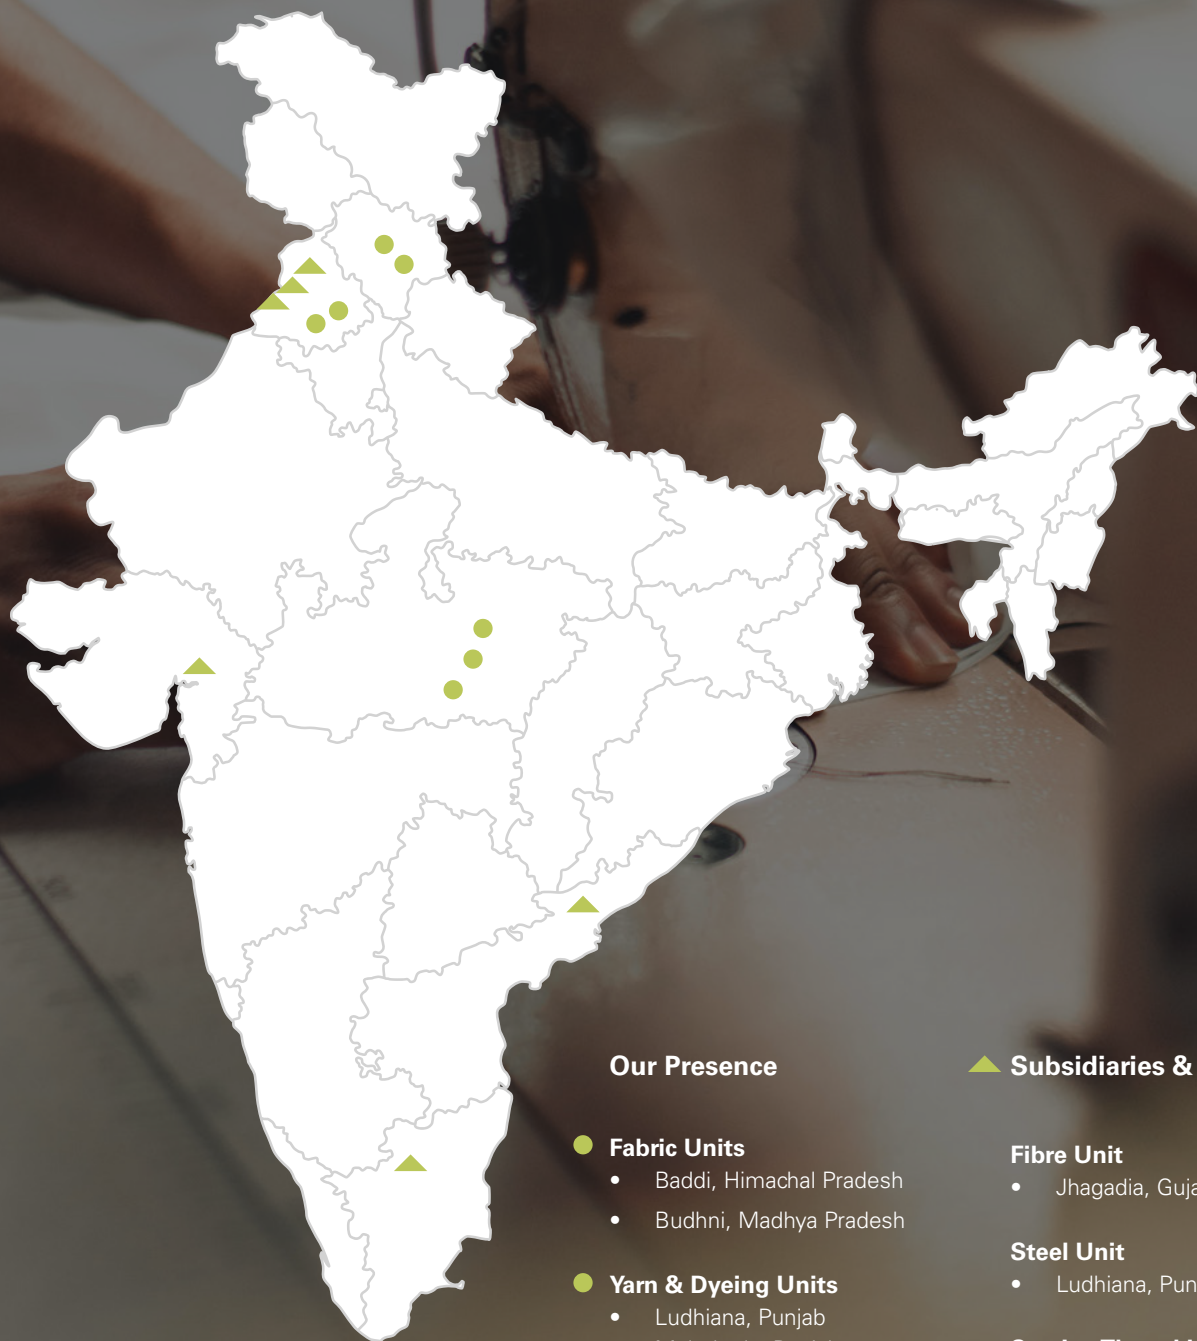 Our Presence
Fabric Units
• Baddi, Himachal Pradesh
• Budhni, Madhya Pradesh
Yarn & Dyeing Units
• Ludhiana, Punjab
Subsidiaries &
Fibre Unit
• Jhagadia, Guja
Steel Unit
• Ludhiana, Pun